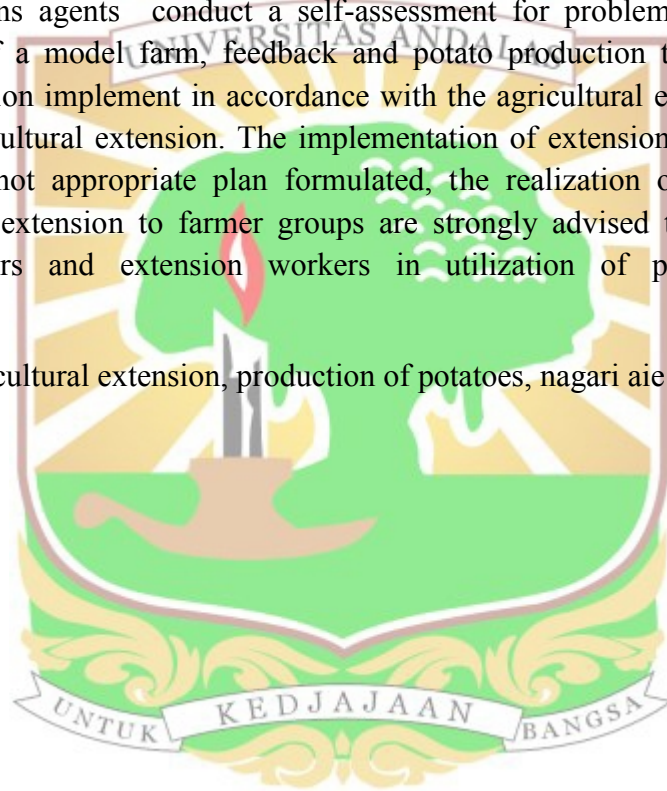 ns agents conduct a self-assessment for problem
f a model farm, feedback and potato production t
UNIVERSITAS ANDALAS
ion implement in accordance with the agricultural e
cultural extension. The implementation of extension
not appropriate plan formulated, the realization o
extension to farmer groups are strongly advised t
rs and extension workers in utilization of p
cultural extension, production of potatoes, nagari aie
UNTUK KEDJAJAAN BANGSA